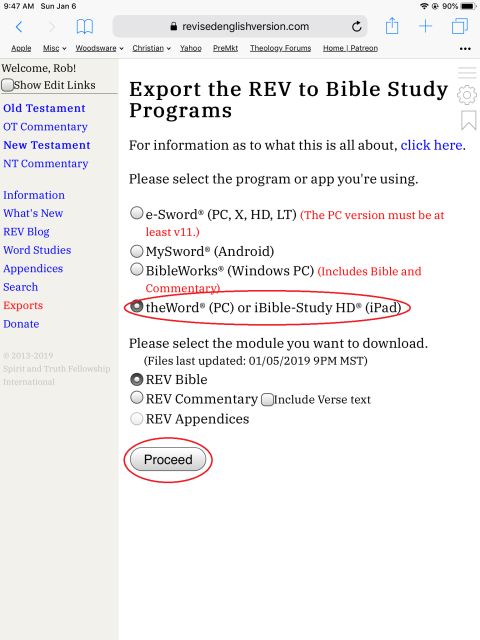 9:47 AM Sun Jan 6
90%
revisedenglishversion.com
Apple Misc Woodsware Christian Yahoo PreMkt Theology Forums Home | Patreon
Welcome, Rob!
Show Edit Links
Old Testament
OT Commentary
New Testament
NT Commentary
Information
What's New
REV Blog
Word Studies
Appendices
Search
Exports
Donate
© 2013-2019
Spirit and Truth Fellowship
International
Export the REV to Bible Study
Programs
For information as to what this is all about, click here.
Please select the program or app you're using.
e-Sword® (PC, X, HD, LT) (The PC version must be at
least v11.)
MySword® (Android)
BibleWorks® (Windows PC) (Includes Bible and
Commentary)
theWord® (PC) or iBible-Study HD® (iPad)
Please select the module you want to download.
(Files last updated: 01/05/2019 9PM MST)
REV Bible
REV Commentary Include Verse text
REV Appendices
Proceed